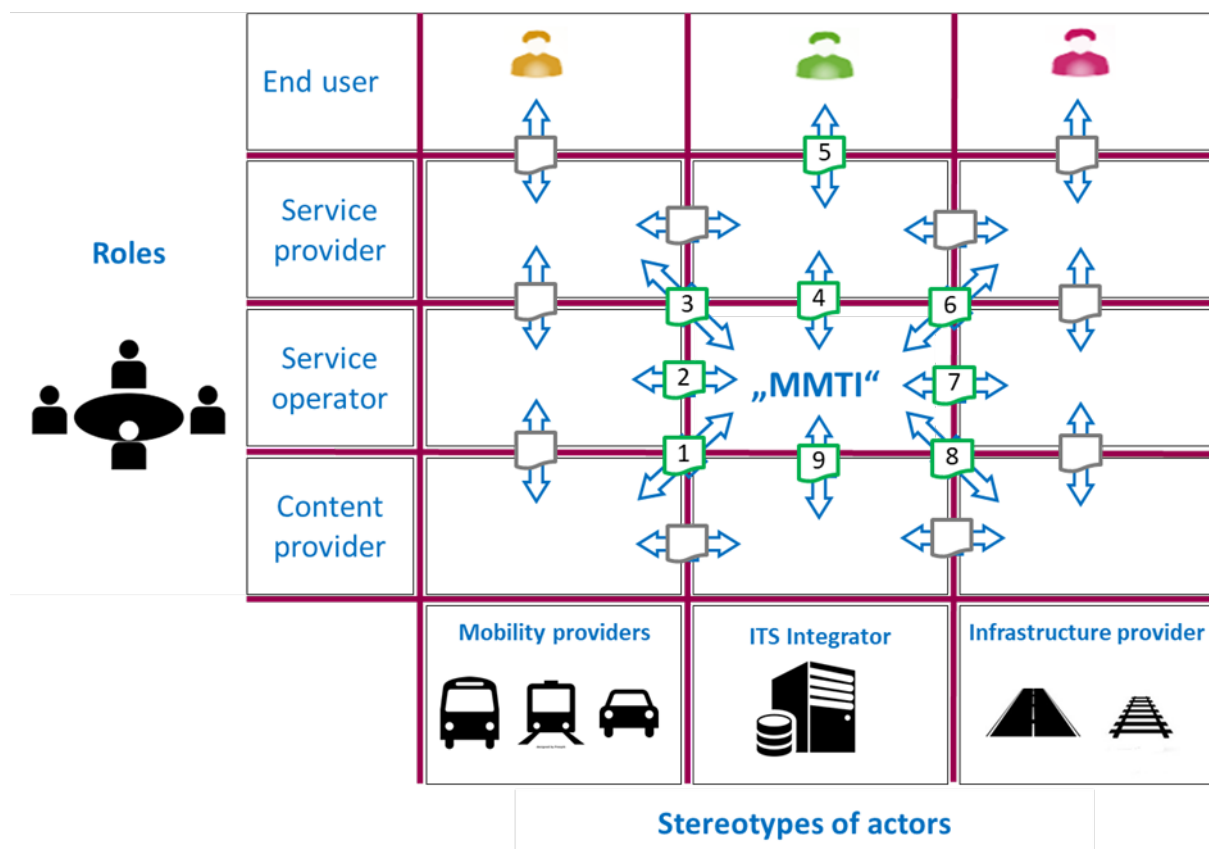 End user
5
Service
provider
Roles
3
4
6
Service
operator
2
„MMTI“
7
1
9
8
Content
provider
Mobility providers
ITS Integrator
Infrastructure provider
Stereotypes of actors